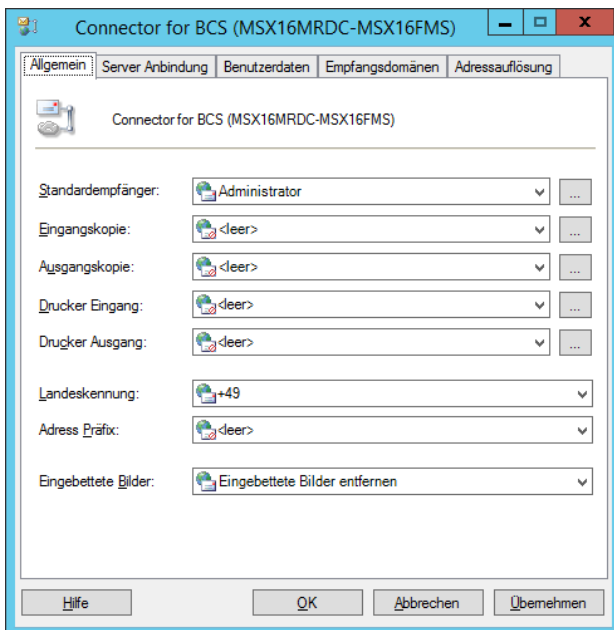 Connector for BCS (MSX16MRDC-MSX16FMS)
Allgemein Server Anbindung Benutzerdaten Empfangsdomänen Adressauflösung
Connector for BCS (MSX16MRDC-MSX16FMS)
Standardempfänger: Administrator ...
Eingangskopie: <leer> ...
Ausgangskopie: <leer> ...
Drucker Eingang: <leer> ...
Drucker Ausgang: <leer> ...
Landeskennung: +49
Adress Präfix: <leer>
Eingebettete Bilder: Eingebettete Bilder entfernen
Hilfe OK Abbrechen Übernehmen